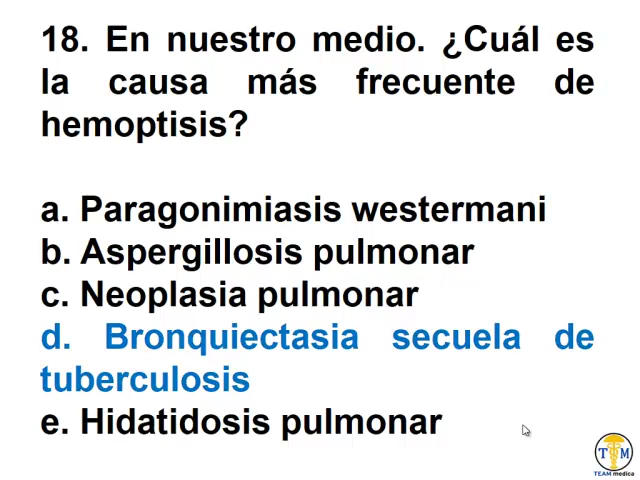 18. En nuestro medio. ¿Cuál es
la causa más frecuente de
hemoptisis?
a. Paragonimiasis westermani
b. Aspergillosis pulmonar
c. Neoplasia pulmonar
d. Bronquiectasia secuela de
tuberculosis
e. Hidatidosis pulmonar
T M
TEAM medica